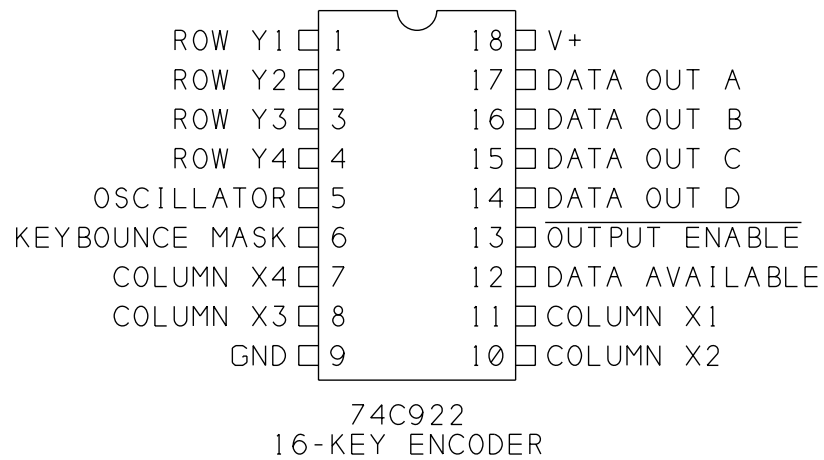 ROW Y1 1 18 V+
ROW Y2 2 17 DATA OUT A
ROW Y3 3 16 DATA OUT B
ROW Y4 4 15 DATA OUT C
OSCILLATOR 5 14 DATA OUT D
KEYBOUNCE MASK 6 13 OUTPUT ENABLE
COLUMN X4 7 12 DATA AVAILABLE
COLUMN X3 8 11 COLUMN X1
GND 9 10 COLUMN X2
74C922
16-KEY ENCODER